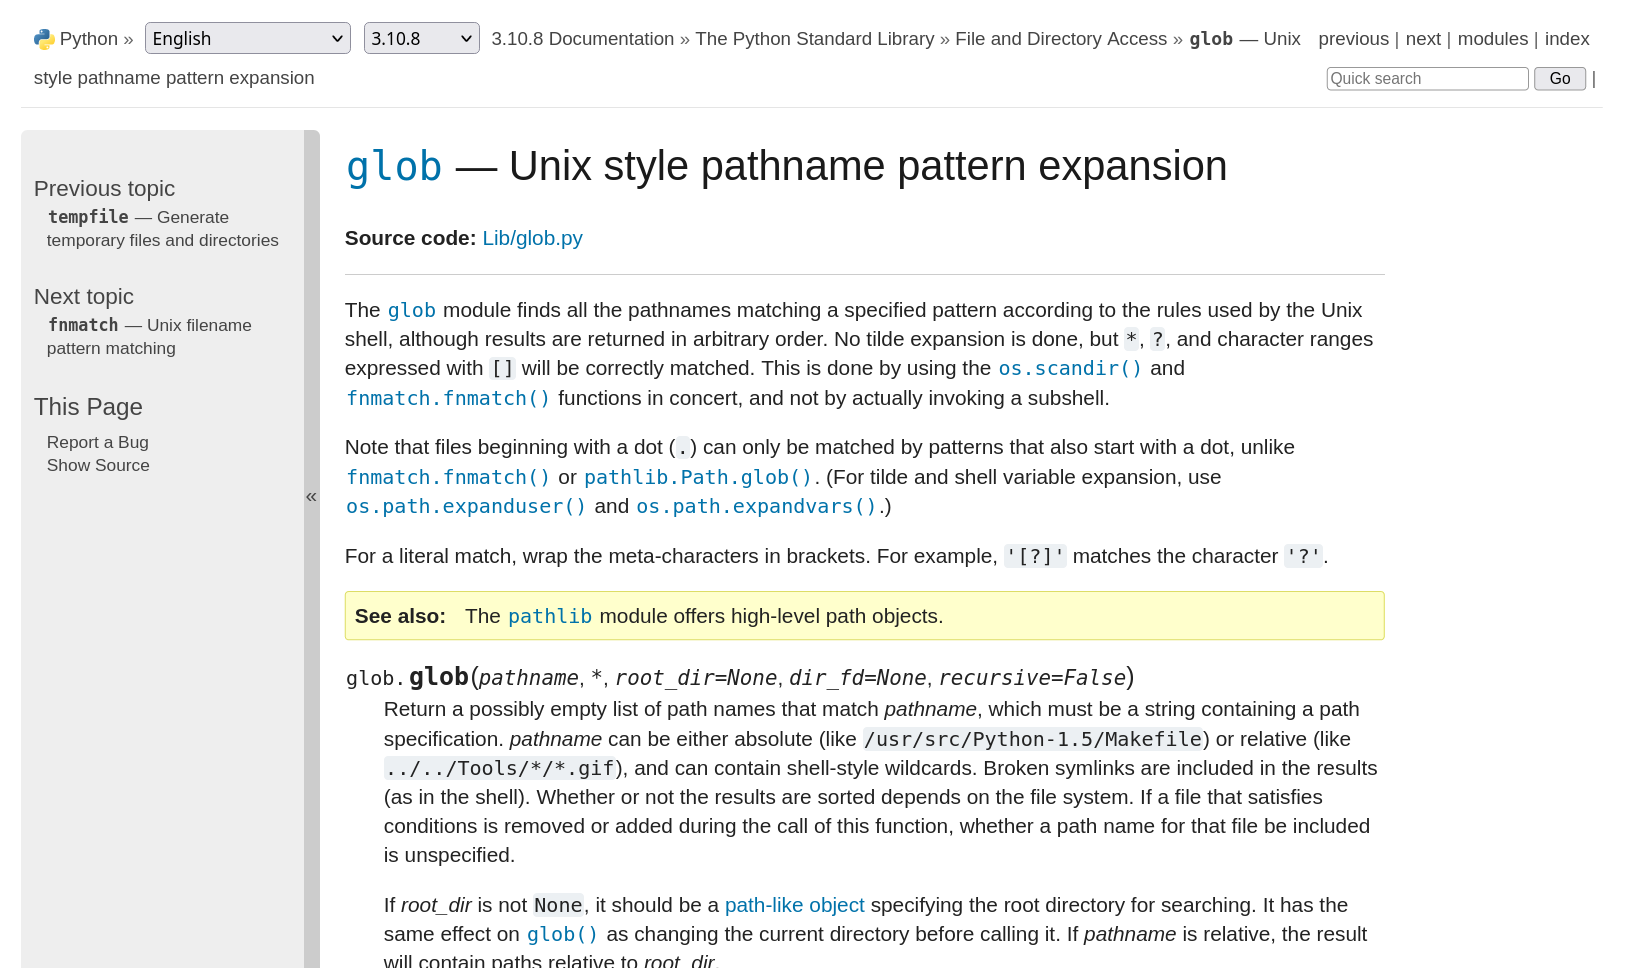 Python » English 3.10.8 3.10.8 Documentation » The Python Standard Library » File and Directory Access » glob — Unix previous | next | modules | index
style pathname pattern expansion Quick search Go |
Previous topic
tempfile — Generate
temporary files and directories
Next topic
fnmatch — Unix filename
pattern matching
This Page
Report a Bug
Show Source
«
glob — Unix style pathname pattern expansion
Source code: Lib/glob.py
The glob module finds all the pathnames matching a specified pattern according to the rules used by the Unix
shell, although results are returned in arbitrary order. No tilde expansion is done, but *, ?, and character ranges
expressed with [] will be correctly matched. This is done by using the os.scandir() and
fnmatch.fnmatch() functions in concert, and not by actually invoking a subshell.
Note that files beginning with a dot (.) can only be matched by patterns that also start with a dot, unlike
fnmatch.fnmatch() or pathlib.Path.glob(). (For tilde and shell variable expansion, use
os.path.expanduser() and os.path.expandvars().)
For a literal match, wrap the meta-characters in brackets. For example, '[?]' matches the character '?'.
See also: The pathlib module offers high-level path objects.
glob.glob(pathname, *, root_dir=None, dir_fd=None, recursive=False)
Return a possibly empty list of path names that match pathname, which must be a string containing a path
specification. pathname can be either absolute (like /usr/src/Python-1.5/Makefile) or relative (like
../../Tools/*/*.gif), and can contain shell-style wildcards. Broken symlinks are included in the results
(as in the shell). Whether or not the results are sorted depends on the file system. If a file that satisfies
conditions is removed or added during the call of this function, whether a path name for that file be included
is unspecified.
If root_dir is not None, it should be a path-like object specifying the root directory for searching. It has the
same effect on glob() as changing the current directory before calling it. If pathname is relative, the result
will contain paths relative to root_dir.